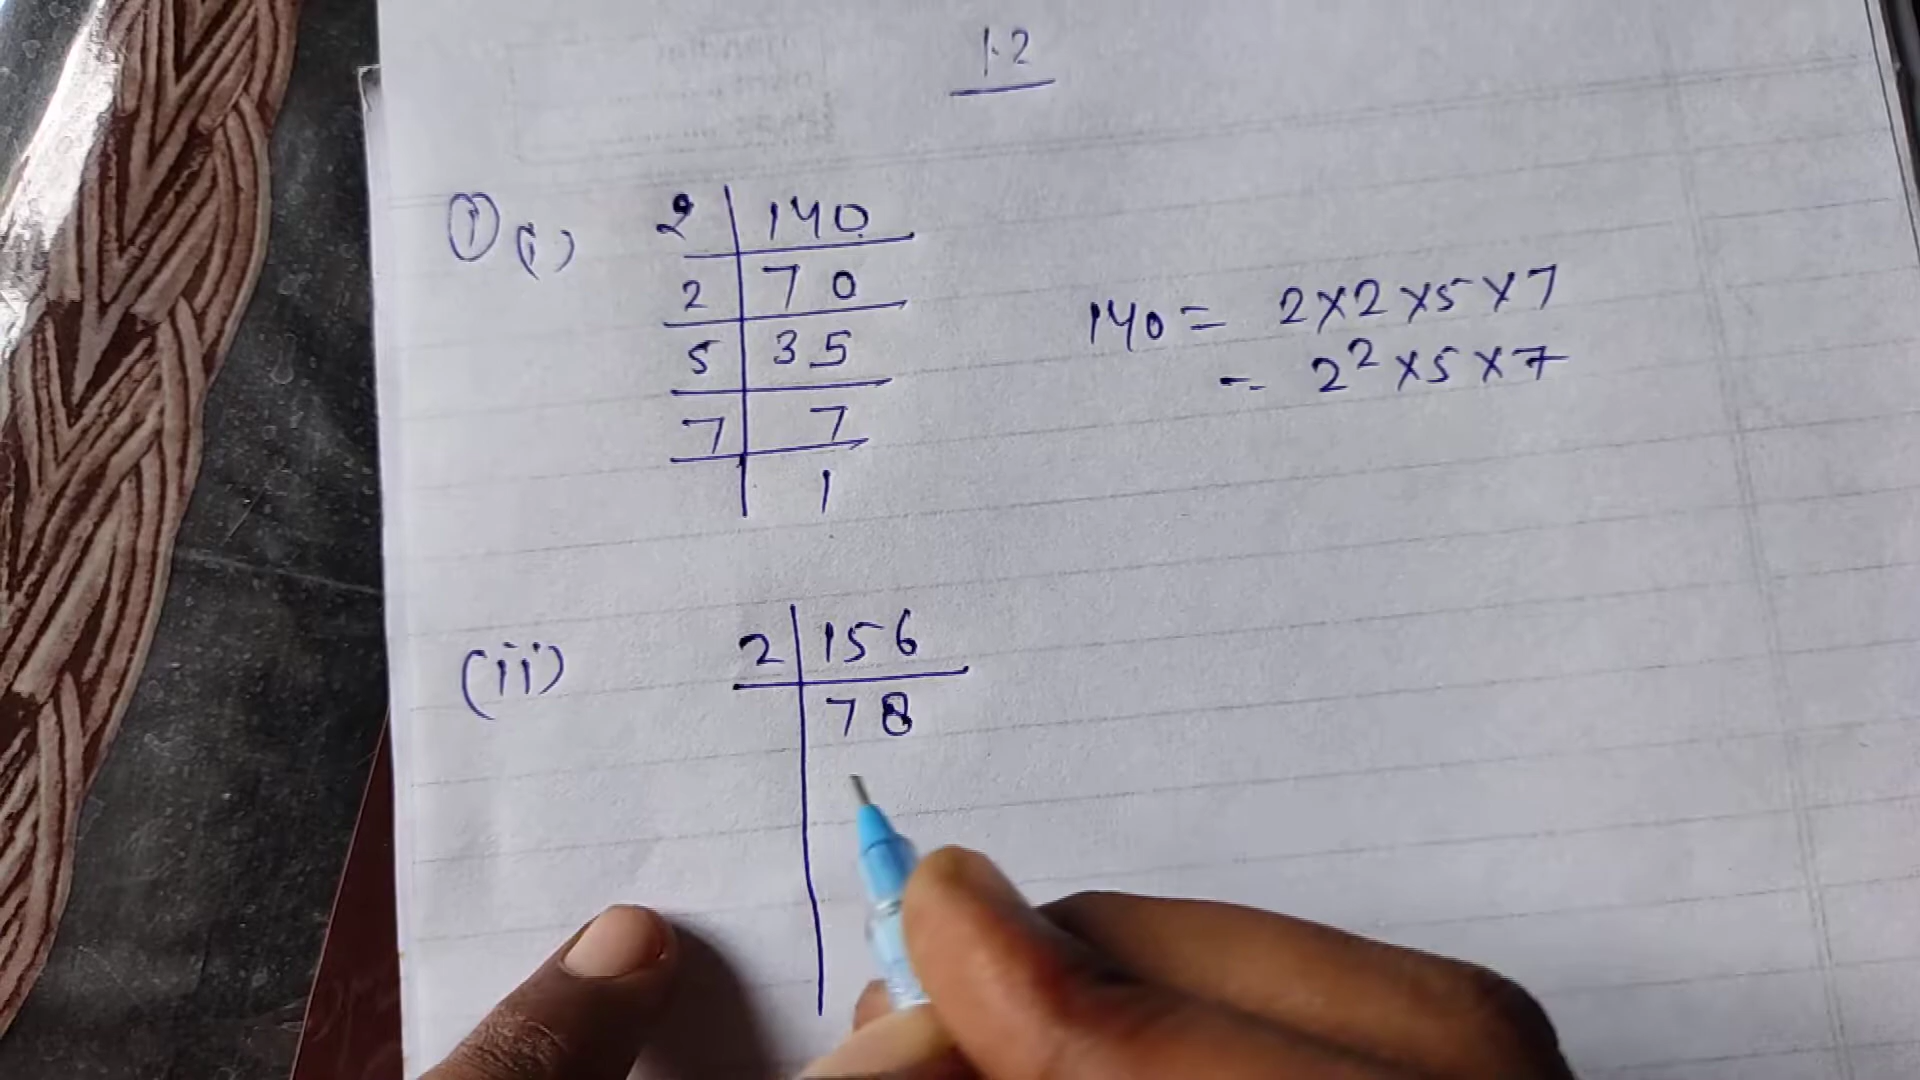 1.2
① (i) 2 | 140
2 | 70
5 | 35
7 | 7
1
140 = 2×2×5×7
= 2² ×5×7
(ii) 2 | 156
78